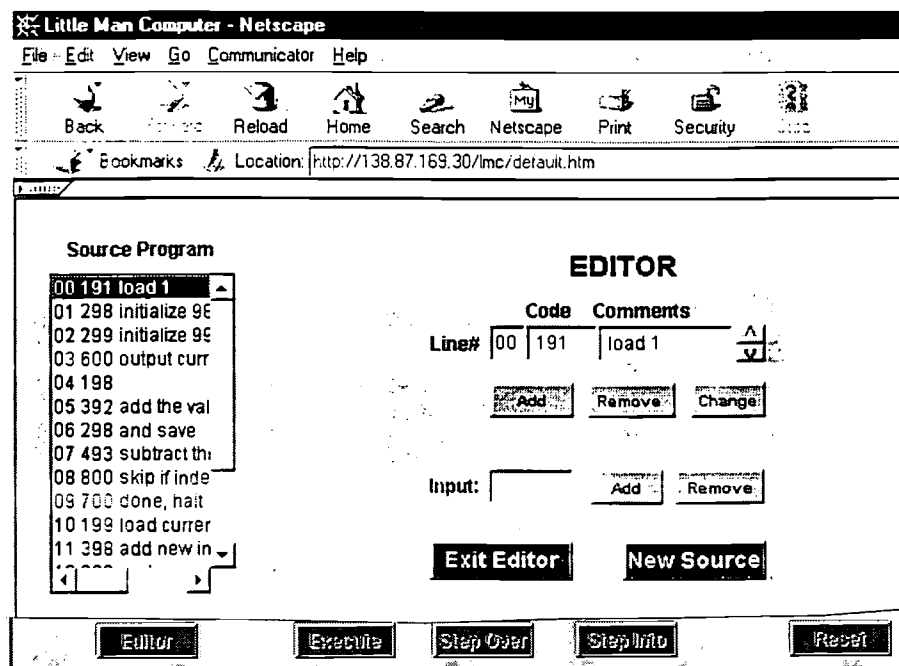 Little Man Computer - Netscape
File Edit View Go Communicator Help
Back Reload Home Search Netscape Print Security
My
Bookmarks Location: http://138.87.169.30/lmc/default.htm
Source Program
EDITOR
00 191 load 1
01 298 initialize 98
02 299 initialize 99
03 600 output curr
04 198
05 392 add the val
06 298 and save
07 493 subtract th
08 800 skip if inde
09 700 done, halt
10 199 load curren
11 398 add new in
Code Comments
Line# 00 191 load 1
Add Remove Change
Input: Add Remove
Exit Editor New Source
Editor Execute Step Over Step Into Reset